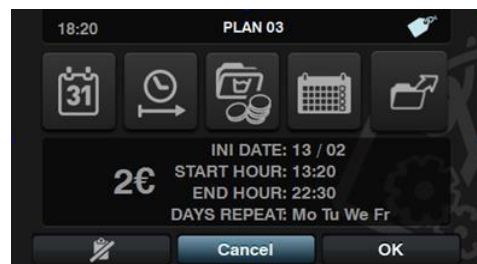 18:20 PLAN 03
31
2€
INI DATE: 13 / 02
START HOUR: 13:20
END HOUR: 22:30
DAYS REPEAT: Mo Tu We Fr
Cancel OK